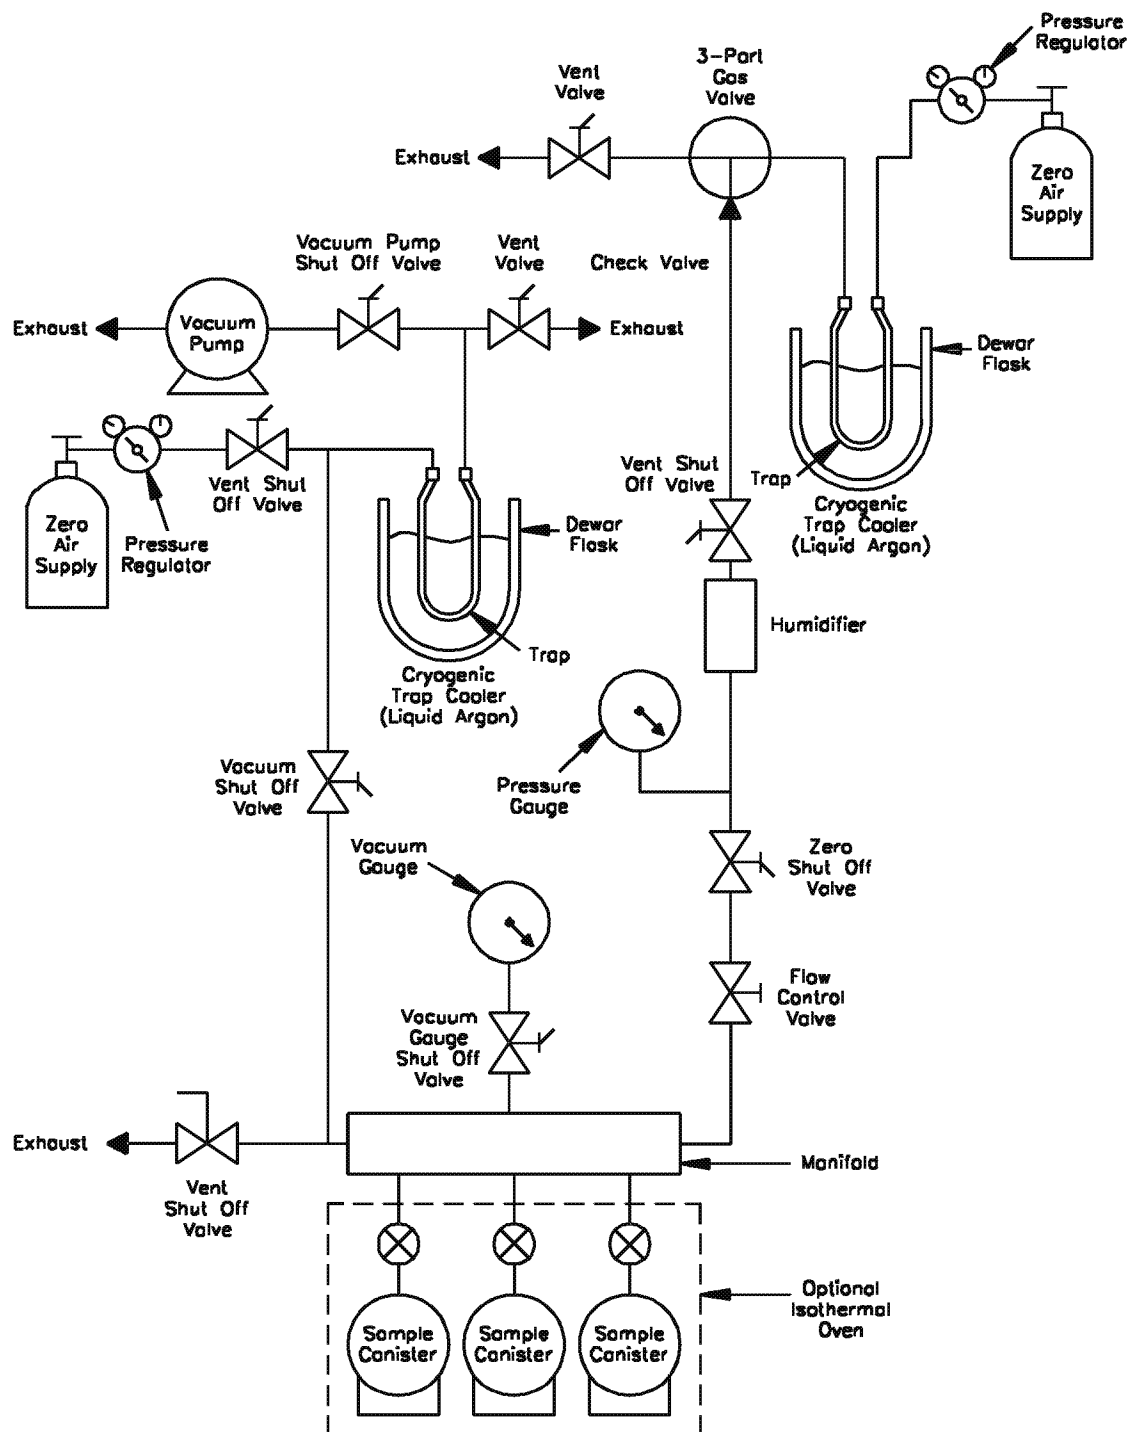 Pressure
Regulator
3-Port
Gas
Valve
Vent
Valve
Exhaust
Zero
Air
Supply
Vacuum Pump
Shut Off Valve
Vent
Valve
Check Valve
Exhaust
Vacuum
Pump
Exhaust
Dewar
Flask
Vent Shut
Off Valve
Trap
Cryogenic
Trap Cooler
(Liquid Argon)
Vent Shut
Off Valve
Zero
Air
Supply
Pressure
Regulator
Dewar
Flask
Trap
Cryogenic
Trap Cooler
(Liquid Argon)
Humidifier
Vacuum
Shut Off
Valve
Pressure
Gauge
Vacuum
Gauge
Zero
Shut Off
Valve
Flow
Control
Valve
Vacuum
Gauge
Shut Off
Valve
Exhaust
Manifold
Vent
Shut Off
Valve
Optional
Isothermal
Oven
Sample
Canister
Sample
Canister
Sample
Canister